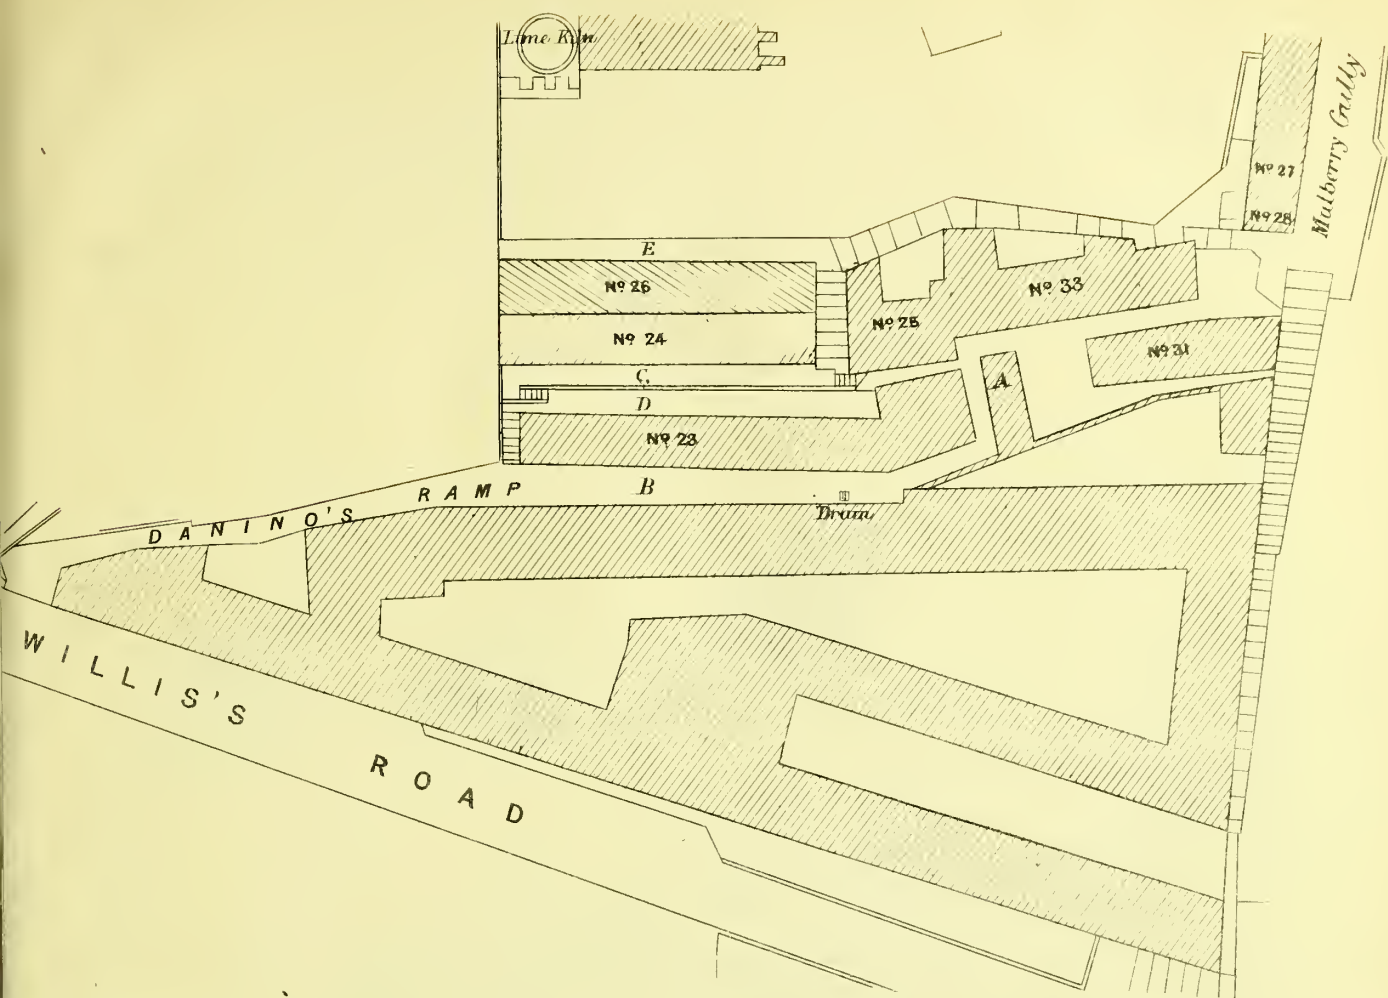 Lime Kiln
Mulberry Gully
Nº 27
Nº 28
E
Nº 26
Nº 33
Nº 25
Nº 24
Nº 31
C
A
D
Nº 23
B
DANINO'S RAMP
Drain
WILLIS'S ROAD